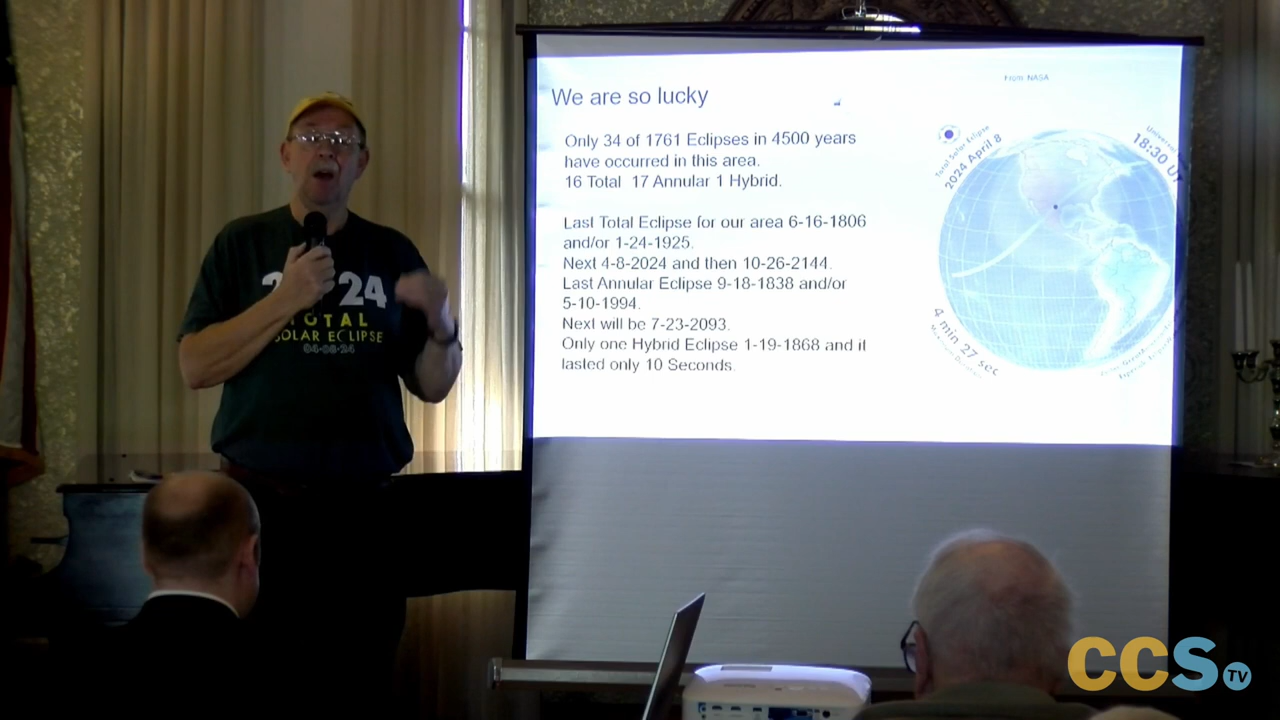 We are so lucky
Only 34 of 1761 Eclipses in 4500 years
have occurred in this area.
16 Total 17 Annular 1 Hybrid.
Last Total Eclipse for our area 6-16-1806
and/or 1-24-1925.
Next 4-8-2024 and then 10-26-2144.
Last Annular Eclipse 9-18-1838 and/or
5-10-1994.
Next will be 7-23-2093.
Only one Hybrid Eclipse 1-19-1868 and it
lasted only 10 Seconds.
From NASA
Total Solar Eclipse
2024 April 8
18:30 UT
4 min 27 sec
2 24
TOTAL
SOLAR ECLIPSE
04·08·24
CCS TV